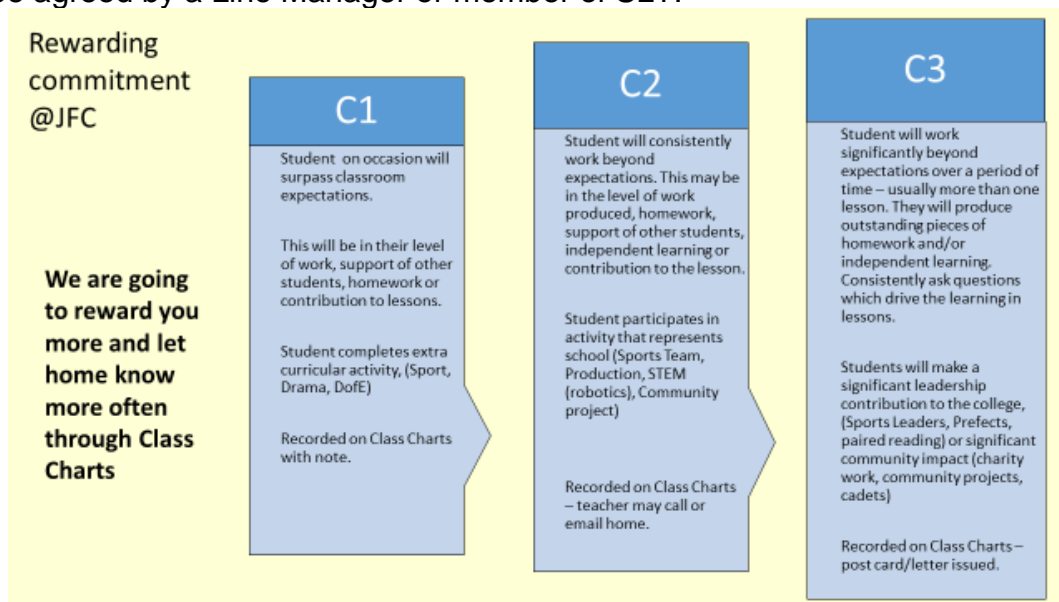 be agreed by a Line Manager or member of SLT.
Rewarding
commitment
@JFC
We are going
to reward you
more and let
home know
more often
through Class
Charts
C1
Student on occasion will
surpass classroom
expectations.
This will be in their level
of work, support of other
students, homework or
contribution to lessons.
Student completes extra
curricular activity, (Sport,
Drama, DofE)
Recorded on Class Charts
with note.
C2
Student will consistently
work beyond
expectations. This may be
in the level of work
produced, homework,
support of other students,
independent learning or
contribution to the lesson.
Student participates in
activity that represents
school (Sports Team,
Production, STEM
(robotics), Community
project)
Recorded on Class Charts
– teacher may call or
email home.
C3
Student will work
significantly beyond
expectations over a period of
time – usually more than one
lesson. They will produce
outstanding pieces of
homework and/or
independent learning.
Consistently ask questions
which drive the learning in
lessons.
Students will make a
significant leadership
contribution to the college,
(Sports Leaders, Prefects,
paired reading) or significant
community impact (charity
work, community projects,
cadets)
Recorded on Class Charts –
post card/letter issued.